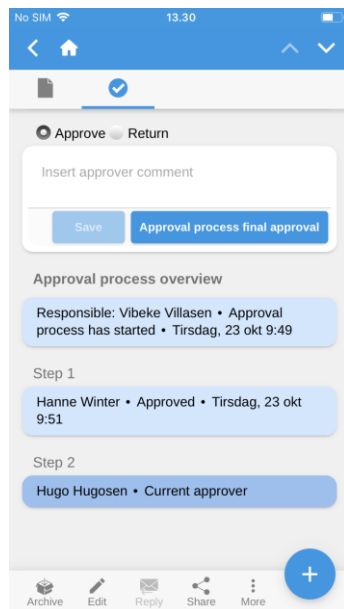 No SIM 13.30
Approve Return
Insert approver comment
Save Approval process final approval
Approval process overview
Responsible: Vibeke Villasen • Approval
process has started • Tirsdag, 23 okt 9:49
Step 1
Hanne Winter • Approved • Tirsdag, 23 okt
9:51
Step 2
Hugo Hugosen • Current approver
Archive Edit Reply Share More